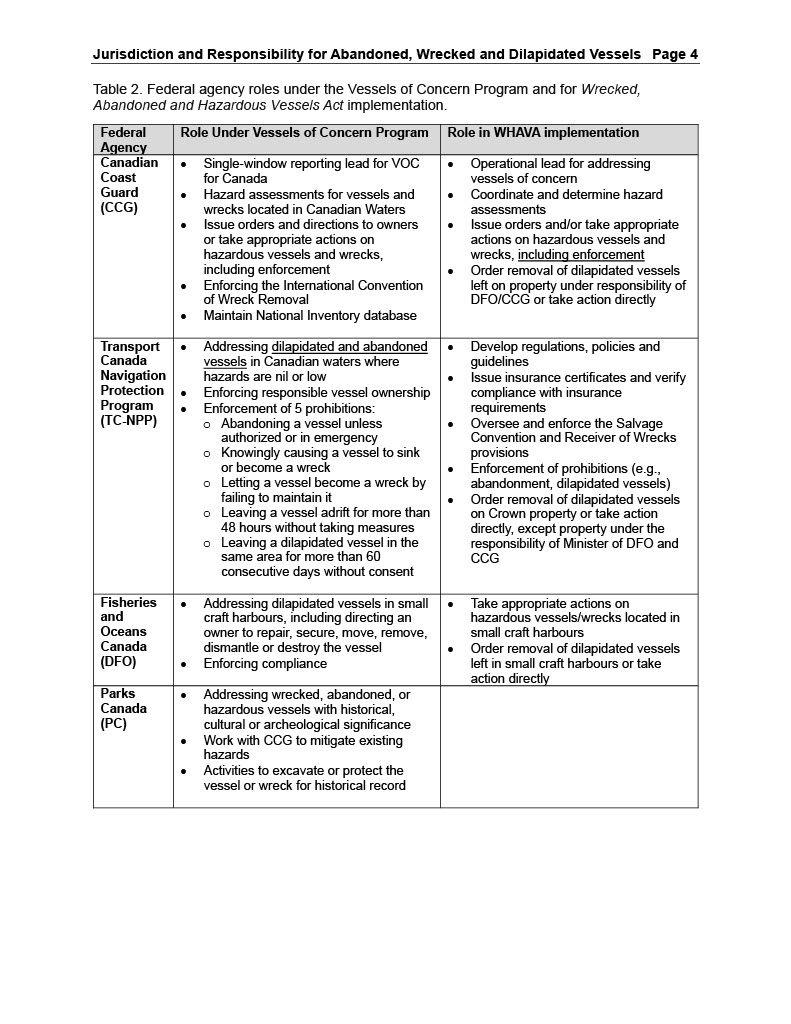 Jurisdiction and Responsibility for Abandoned, Wrecked and Dilapidated Vessels Page 4
Table 2. Federal agency roles under the Vessels of Concern Program and for Wrecked,
Abandoned and Hazardous Vessels Act implementation.
Federal
Agency
Role Under Vessels of Concern Program
Role in WHAVA implementation
Canadian
Coast
Guard
(CCG)
• Single-window reporting lead for VOC
for Canada
• Hazard assessments for vessels and
wrecks located in Canadian Waters
• Issue orders and directions to owners
or take appropriate actions on
hazardous vessels and wrecks,
including enforcement
• Enforcing the International Convention
of Wreck Removal
• Maintain National Inventory database
• Operational lead for addressing
vessels of concern
• Coordinate and determine hazard
assessments
• Issue orders and/or take appropriate
actions on hazardous vessels and
wrecks, including enforcement
• Order removal of dilapidated vessels
left on property under responsibility of
DFO/CCG or take action directly
Transport
Canada
Navigation
Protection
Program
(TC-NPP)
• Addressing dilapidated and abandoned
vessels in Canadian waters where
hazards are nil or low
• Enforcing responsible vessel ownership
• Enforcement of 5 prohibitions:
o Abandoning a vessel unless
authorized or in emergency
o Knowingly causing a vessel to sink
or become a wreck
o Letting a vessel become a wreck by
failing to maintain it
o Leaving a vessel adrift for more than
48 hours without taking measures
o Leaving a dilapidated vessel in the
same area for more than 60
consecutive days without consent
• Develop regulations, policies and
guidelines
• Issue insurance certificates and verify
compliance with insurance
requirements
• Oversee and enforce the Salvage
Convention and Receiver of Wrecks
provisions
• Enforcement of prohibitions (e.g.,
abandonment, dilapidated vessels)
• Order removal of dilapidated vessels
on Crown property or take action
directly, except property under the
responsibility of Minister of DFO and
CCG
Fisheries
and
Oceans
Canada
(DFO)
• Addressing dilapidated vessels in small
craft harbours, including directing an
owner to repair, secure, move, remove,
dismantle or destroy the vessel
• Enforcing compliance
• Take appropriate actions on
hazardous vessels/wrecks located in
small craft harbours
• Order removal of dilapidated vessels
left in small craft harbours or take
action directly
Parks
Canada
(PC)
• Addressing wrecked, abandoned, or
hazardous vessels with historical,
cultural or archeological significance
• Work with CCG to mitigate existing
hazards
• Activities to excavate or protect the
vessel or wreck for historical record